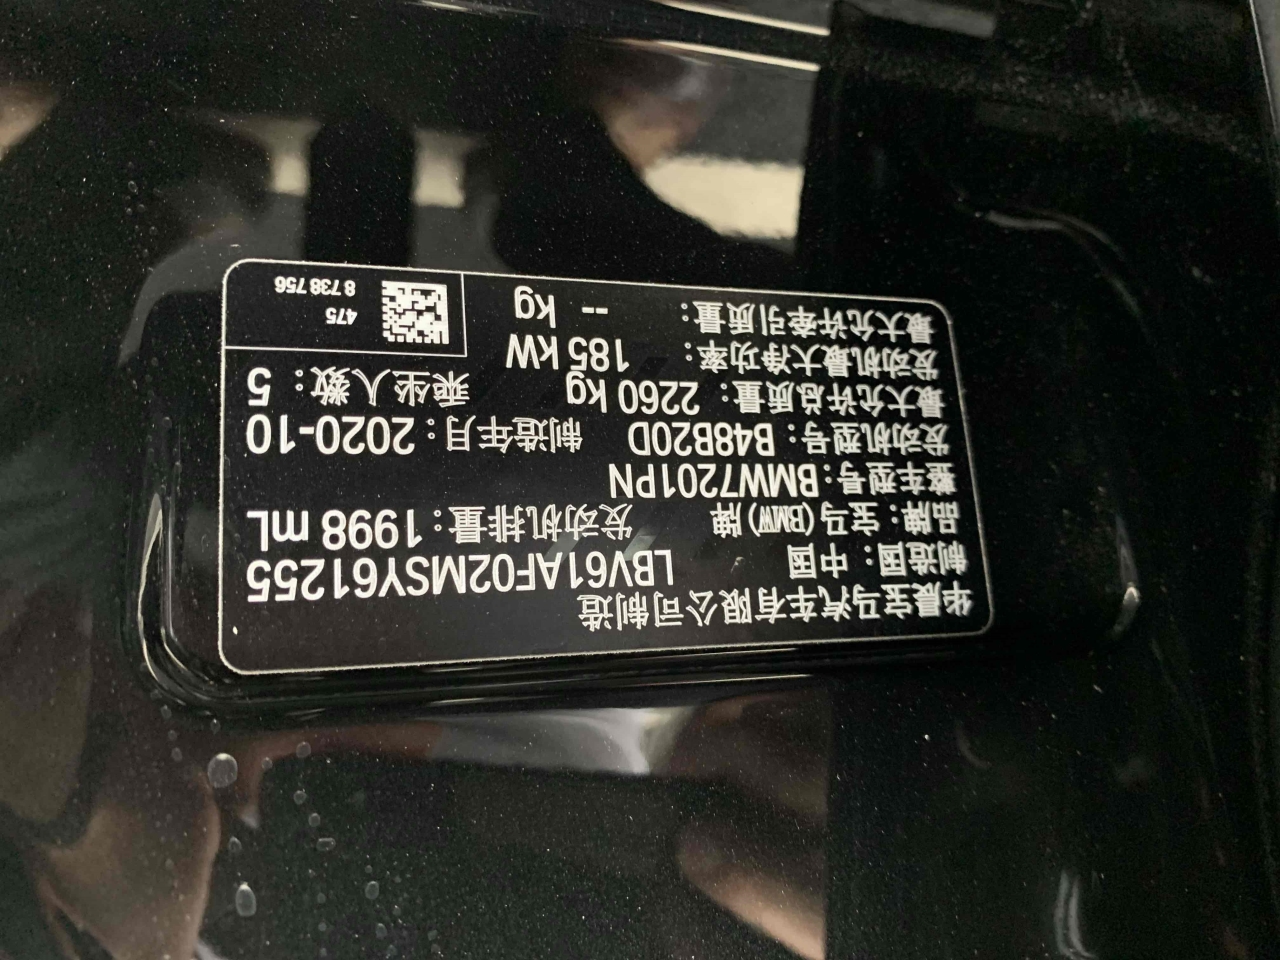 华晨宝马汽车有限公司制造
制造国：中国 LBV61AF02MSY61255
品牌：宝马(BMW)牌 发动机排量：1998 mL
整车型号：BMW7201PN
发动机型号：B48B20D 制造年月：2020-10
最大允许总质量：2260 kg 乘坐人数：5
发动机最大净功率：185 kW
最大允许牵引质量：-- kg
475
8 738 756